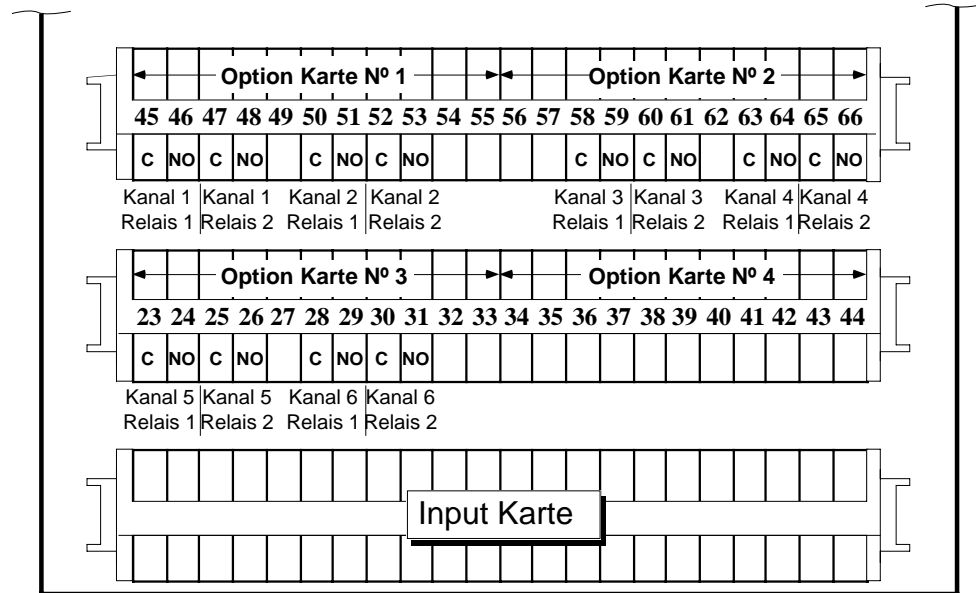 Option Karte Nº 1 Option Karte Nº 2
45 46 47 48 49 50 51 52 53 54 55 56 57 58 59 60 61 62 63 64 65 66
C NO C NO C NO C NO C NO C NO C NO C NO
Kanal 1 Kanal 1 Kanal 2 Kanal 2 Kanal 3 Kanal 3 Kanal 4 Kanal 4
Relais 1 Relais 2 Relais 1 Relais 2 Relais 1 Relais 2 Relais 1 Relais 2
Option Karte Nº 3 Option Karte Nº 4
23 24 25 26 27 28 29 30 31 32 33 34 35 36 37 38 39 40 41 42 43 44
C NO C NO C NO C NO
Kanal 5 Kanal 5 Kanal 6 Kanal 6
Relais 1 Relais 2 Relais 1 Relais 2
Input Karte